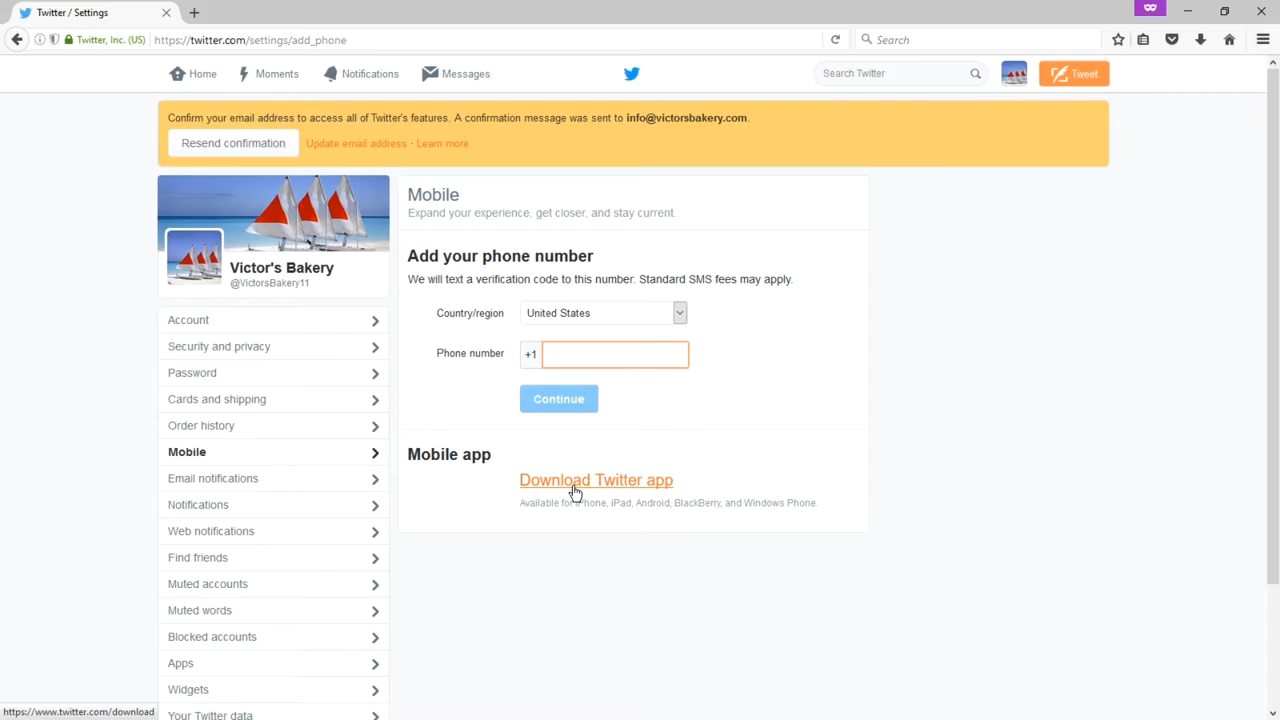 Twitter / Settings
Twitter, Inc. (US)
https://twitter.com/settings/add_phone
Search
Home
Moments
Notifications
Messages
Search Twitter
Tweet
Confirm your email address to access all of Twitter's features. A confirmation message was sent to info@victorsbakery.com.
Resend confirmation
Update email address · Learn more
Victor's Bakery
@VictorsBakery11
Account
Security and privacy
Password
Cards and shipping
Order history
Mobile
Email notifications
Notifications
Web notifications
Find friends
Muted accounts
Muted words
Blocked accounts
Apps
Widgets
Your Twitter data
Mobile
Expand your experience, get closer, and stay current.
Add your phone number
We will text a verification code to this number. Standard SMS fees may apply.
Country/region
United States
Phone number
+1
Continue
Mobile app
Download Twitter app
Available for iPhone, iPad, Android, BlackBerry, and Windows Phone.
https://www.twitter.com/download